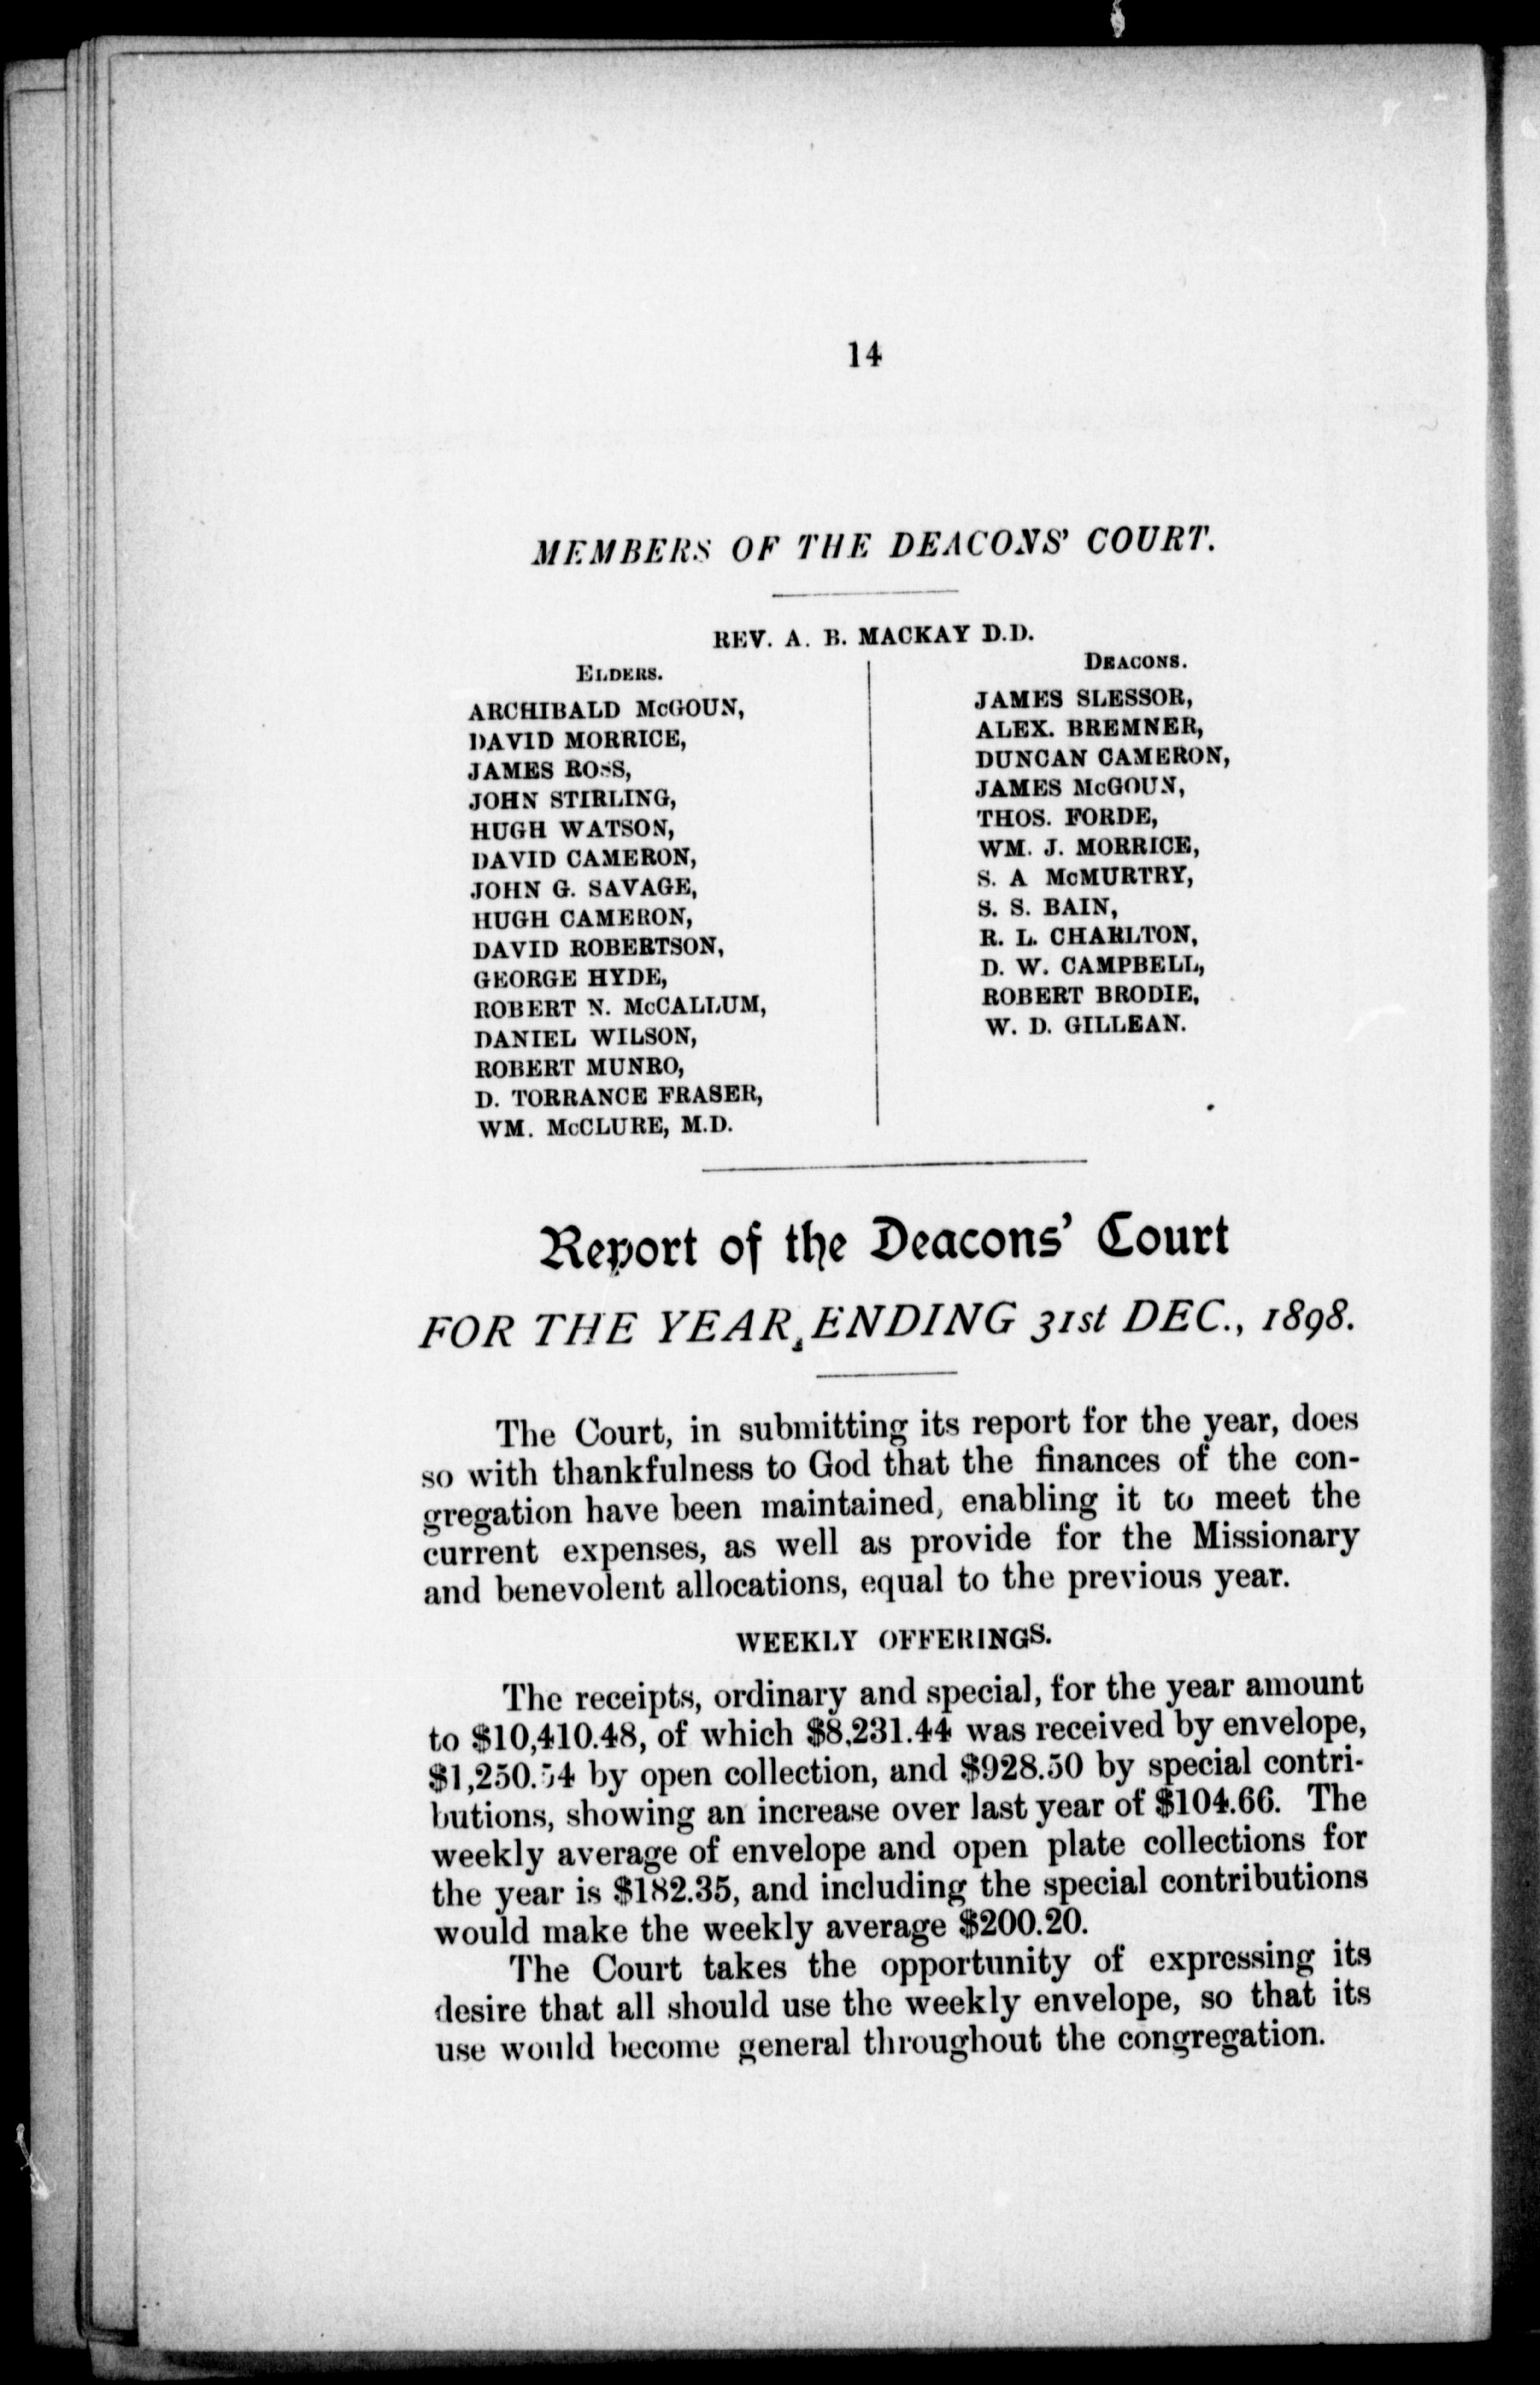 14
MEMBERS OF THE DEACONS' COURT.
REV. A. B. MACKAY D.D.
ELDERS.
ARCHIBALD McGOUN,
DAVID MORRICE,
JAMES ROSS,
JOHN STIRLING,
HUGH WATSON,
DAVID CAMERON,
JOHN G. SAVAGE,
HUGH CAMERON,
DAVID ROBERTSON,
GEORGE HYDE,
ROBERT N. McCALLUM,
DANIEL WILSON,
ROBERT MUNRO,
D. TORRANCE FRASER,
WM. McCLURE, M.D.
DEACONS.
JAMES SLESSOR,
ALEX. BREMNER,
DUNCAN CAMERON,
JAMES McGOUN,
THOS. FORDE,
WM. J. MORRICE,
S. A McMURTRY,
S. S. BAIN,
R. L. CHARLTON,
D. W. CAMPBELL,
ROBERT BRODIE,
W. D. GILLEAN.
Report of the Deacons' Court
FOR THE YEAR ENDING 31st DEC., 1898.
The Court, in submitting its report for the year, does
so with thankfulness to God that the finances of the con-
gregation have been maintained, enabling it to meet the
current expenses, as well as provide for the Missionary
and benevolent allocations, equal to the previous year.
WEEKLY OFFERINGS.
The receipts, ordinary and special, for the year amount
to $10,410.48, of which $8,231.44 was received by envelope,
$1,250.54 by open collection, and $928.50 by special contri-
butions, showing an increase over last year of $104.66. The
weekly average of envelope and open plate collections for
the year is $182.35, and including the special contributions
would make the weekly average $200.20.
The Court takes the opportunity of expressing its
desire that all should use the weekly envelope, so that its
use would become general throughout the congregation.